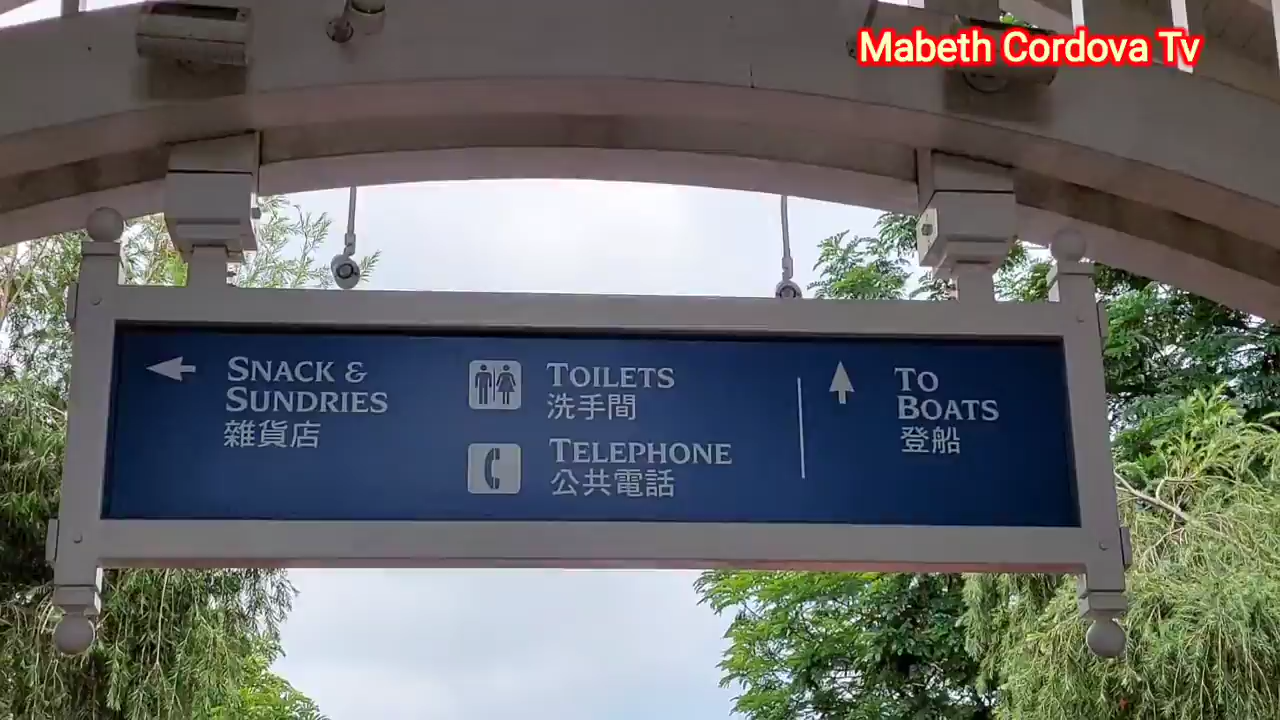 Mabeth Cordova Tv
SNACK &
SUNDRIES
雜貨店
TOILETS
洗手間
TELEPHONE
公共電話
TO
BOATS
登船